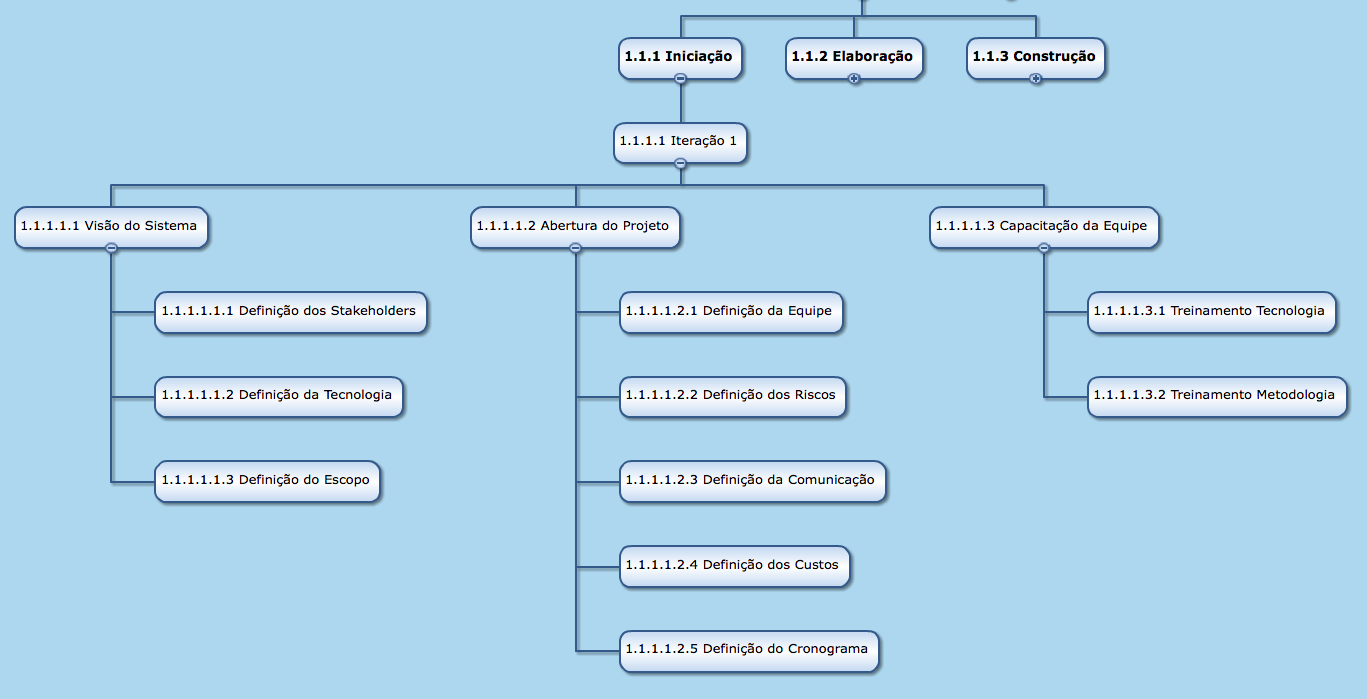 1.1.1 Iniciação
1.1.2 Elaboração
1.1.3 Construção
1.1.1.1 Iteração 1
1.1.1.1.1 Visão do Sistema
1.1.1.1.2 Abertura do Projeto
1.1.1.1.3 Capacitação da Equipe
1.1.1.1.1.1 Definição dos Stakeholders
1.1.1.1.2.1 Definição da Equipe
1.1.1.1.3.1 Treinamento Tecnologia
1.1.1.1.1.2 Definição da Tecnologia
1.1.1.1.2.2 Definição dos Riscos
1.1.1.1.3.2 Treinamento Metodologia
1.1.1.1.1.3 Definição do Escopo
1.1.1.1.2.3 Definição da Comunicação
1.1.1.1.2.4 Definição dos Custos
1.1.1.1.2.5 Definição do Cronograma